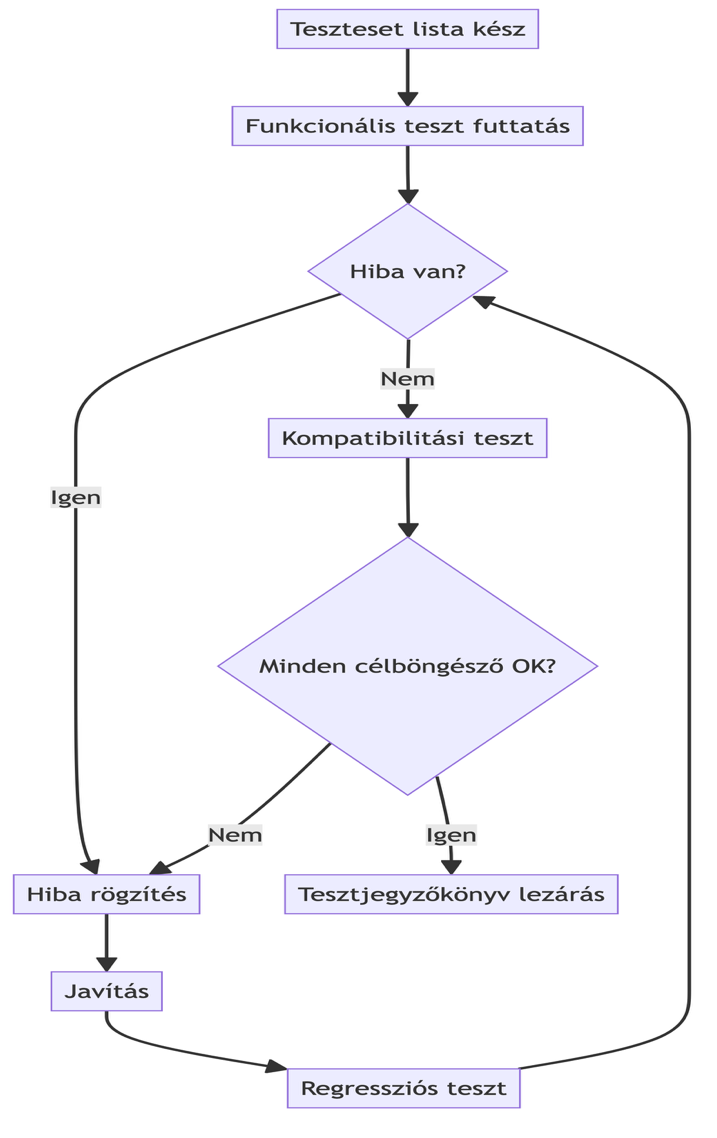 Teszteset lista kész
Funkcionális teszt futtatás
Hiba van?
Nem
Kompatibilitási teszt
Igen
Minden célböngésző OK?
Nem
Igen
Hiba rögzítés
Tesztjegyzőkönyv lezárás
Javítás
Regressziós teszt